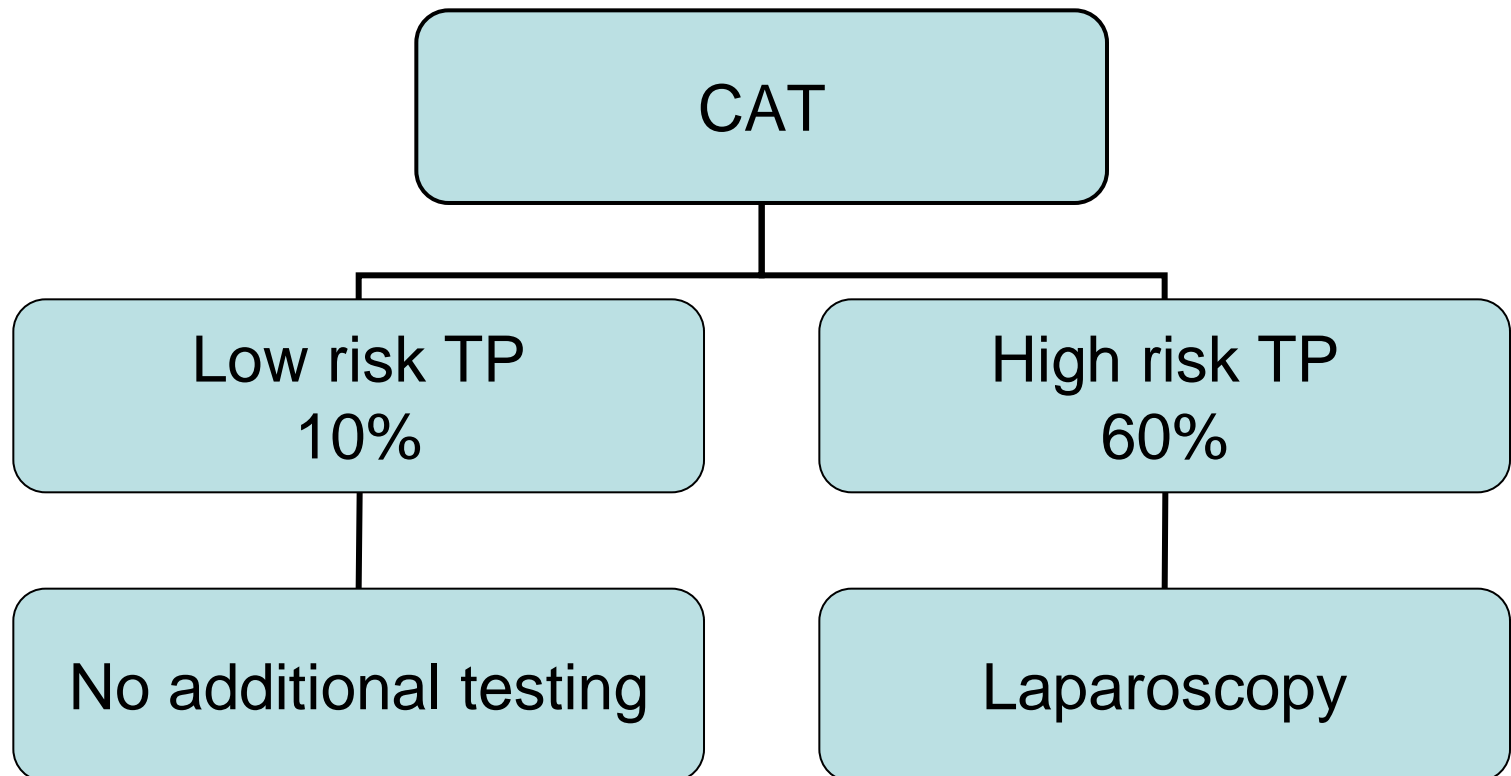 CAT
Low risk TP
10%
High risk TP
60%
No additional testing
Laparoscopy